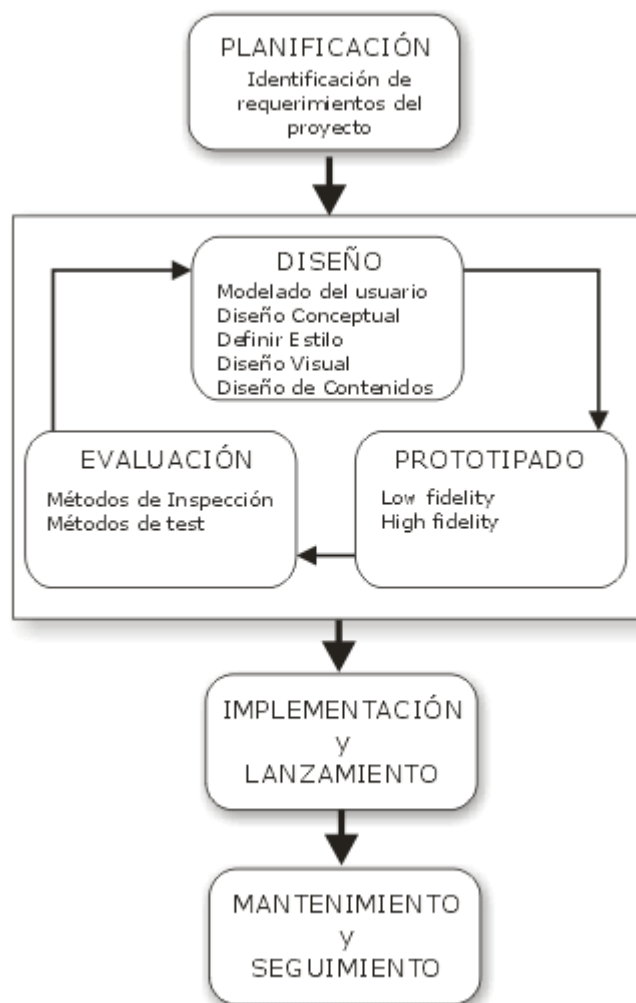 PLANIFICACIÓN
Identificación de
requerimientos del
proyecto
DISEÑO
Modelado del usuario
Diseño Conceptual
Definir Estilo
Diseño Visual
Diseño de Contenidos
EVALUACIÓN
Métodos de Inspección
Métodos de test
PROTOTIPADO
Low fidelity
High fidelity
IMPLEMENTACIÓN
y
LANZAMIENTO
MANTENIMIENTO
y
SEGUIMIENTO